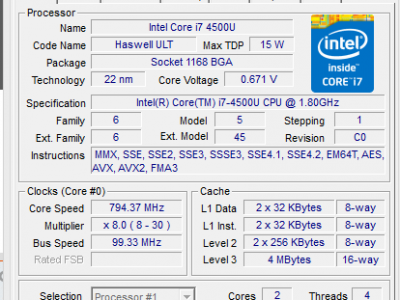 Processor
Name Intel Core i7 4500U
Code Name Haswell ULT Max TDP 15 W
Package Socket 1168 BGA
Technology 22 nm Core Voltage 0.671 V
intel
inside™
CORE™ i7
Specification Intel(R) Core(TM) i7-4500U CPU @ 1.80GHz
Family 6 Model 5 Stepping 1
Ext. Family 6 Ext. Model 45 Revision C0
Instructions MMX, SSE, SSE2, SSE3, SSSE3, SSE4.1, SSE4.2, EM64T, AES,
AVX, AVX2, FMA3
Clocks (Core #0)
Core Speed 794.37 MHz
Multiplier x 8.0 ( 8 - 30 )
Bus Speed 99.33 MHz
Rated FSB
Cache
L1 Data 2 x 32 KBytes 8-way
L1 Inst. 2 x 32 KBytes 8-way
Level 2 2 x 256 KBytes 8-way
Level 3 4 MBytes 16-way
Selection Processor #1 Cores 2 Threads 4